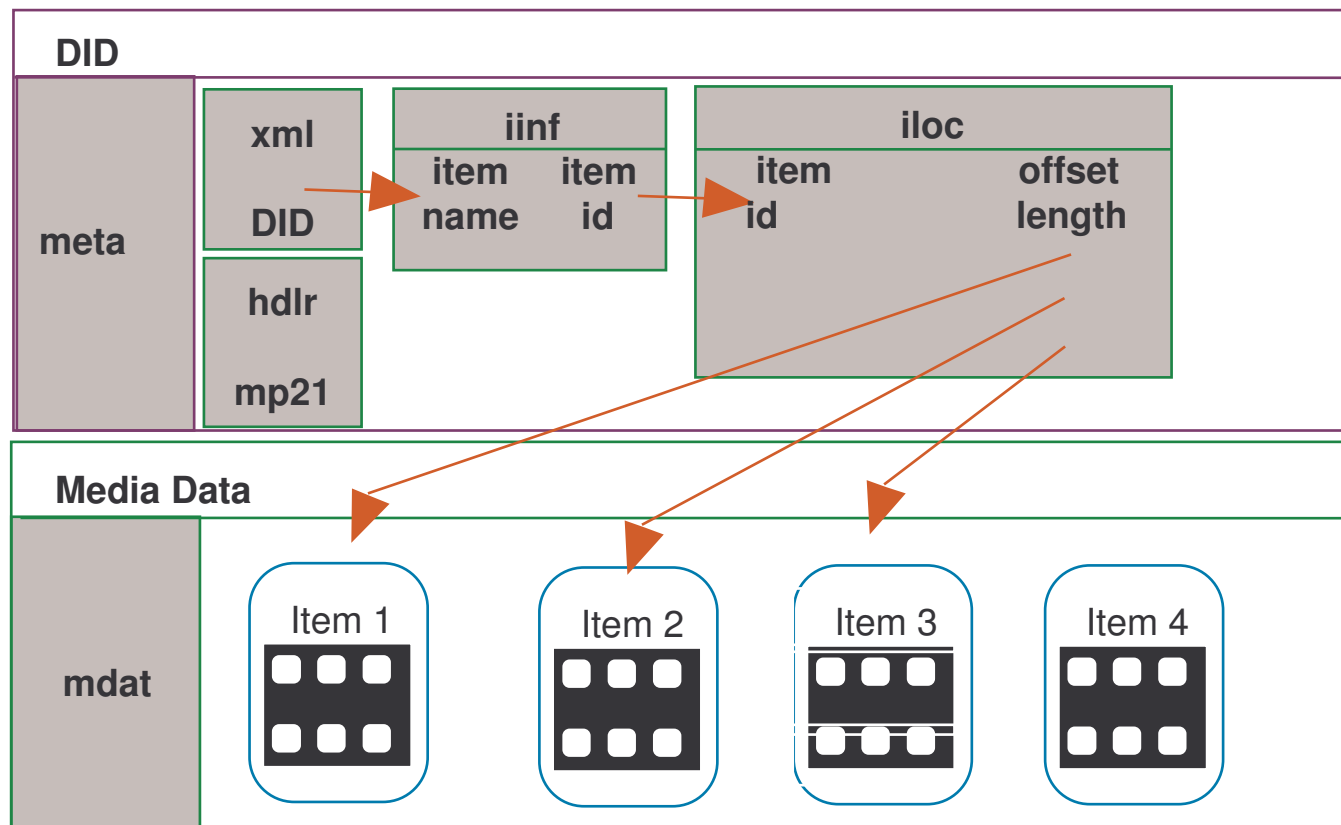 DID
meta
xml
DID
hdlr
mp21
iinf
item item
name id
iloc
item offset
id length
Media Data
mdat
Item 1
Item 2
Item 3
Item 4